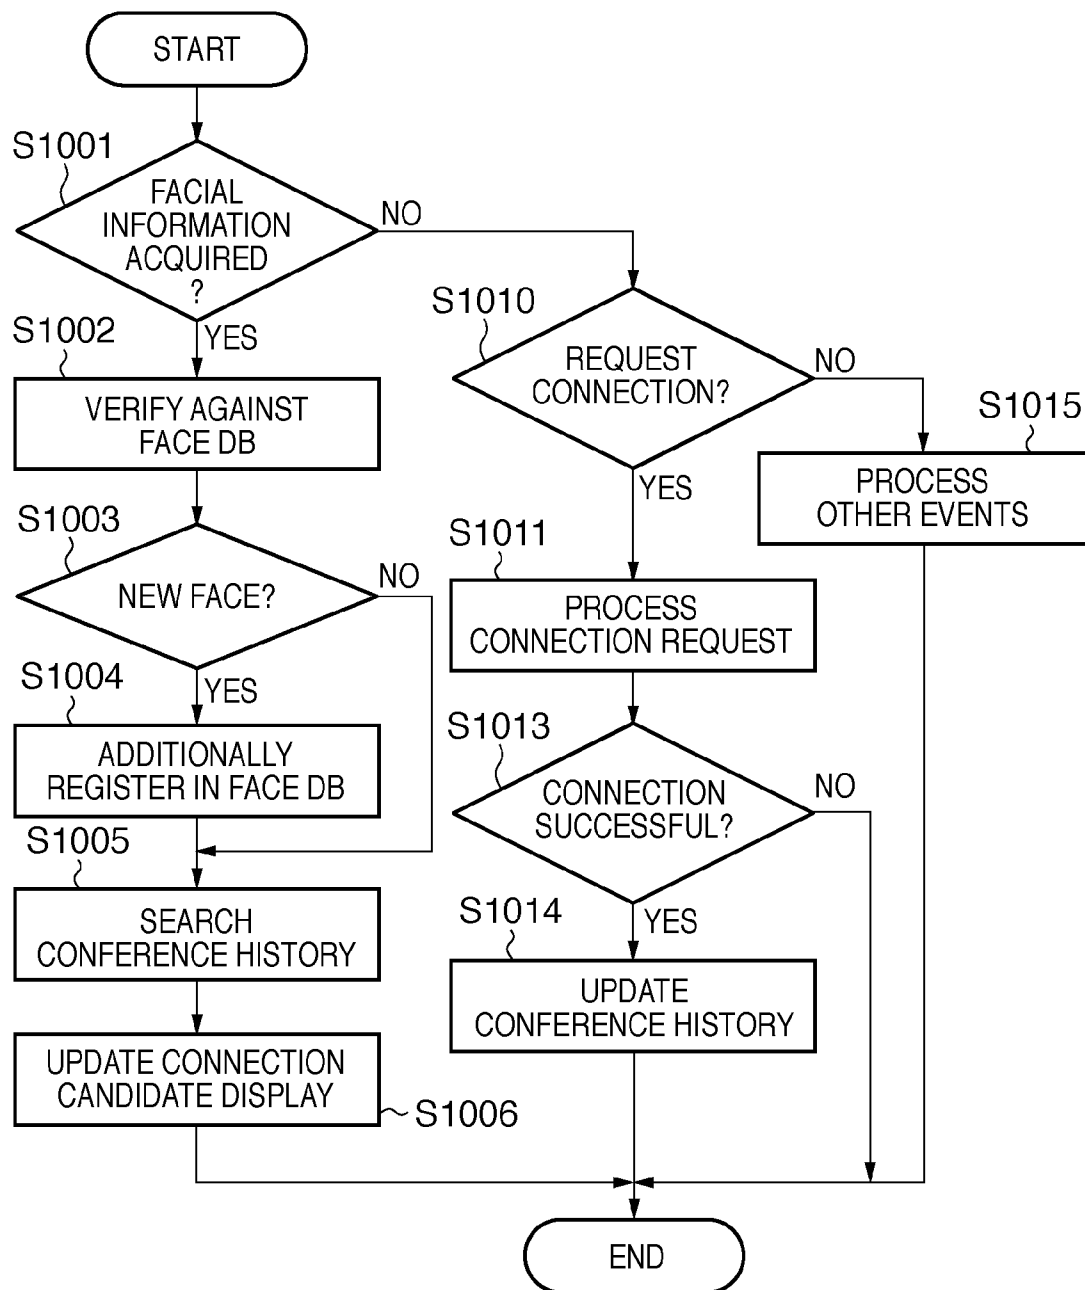 START
S1001
FACIAL
INFORMATION
ACQUIRED
?
NO
YES
S1002
VERIFY AGAINST
FACE DB
S1003
NEW FACE?
NO
YES
S1004
ADDITIONALLY
REGISTER IN FACE DB
S1005
SEARCH
CONFERENCE HISTORY
UPDATE CONNECTION
CANDIDATE DISPLAY
S1006
S1010
REQUEST
CONNECTION?
NO
YES
S1015
PROCESS
OTHER EVENTS
S1011
PROCESS
CONNECTION REQUEST
S1013
CONNECTION
SUCCESSFUL?
NO
YES
S1014
UPDATE
CONFERENCE HISTORY
END